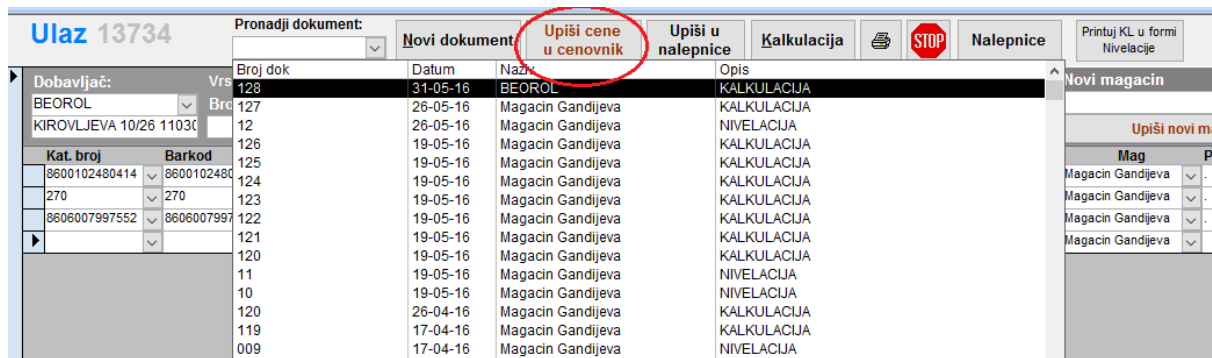 Ulaz 13734
Pronadji dokument:
Novi dokument
Upiši cene
u cenovnik
Upiši u
nalepnice
Kalkulacija
STOP
Nalepnice
Printuj KL u formi
Nivelacije
Dobavljač:
BEOROL
KIROVLJEVA 10/26
Kat. broj Barkod
8600102480414 8600102480
270 270
8606007997552 8606007997
Broj dok Datum Naziv Opis
128 31-05-16 BEOROL KALKULACIJA
127 26-05-16 Magacin Gandijeva KALKULACIJA
12 26-05-16 Magacin Gandijeva NIVELACIJA
126 19-05-16 Magacin Gandijeva KALKULACIJA
125 19-05-16 Magacin Gandijeva KALKULACIJA
124 19-05-16 Magacin Gandijeva KALKULACIJA
123 19-05-16 Magacin Gandijeva KALKULACIJA
122 19-05-16 Magacin Gandijeva KALKULACIJA
121 19-05-16 Magacin Gandijeva KALKULACIJA
120 19-05-16 Magacin Gandijeva KALKULACIJA
11 19-05-16 Magacin Gandijeva NIVELACIJA
10 19-05-16 Magacin Gandijeva NIVELACIJA
120 26-04-16 Magacin Gandijeva KALKULACIJA
119 17-04-16 Magacin Gandijeva KALKULACIJA
009 17-04-16 Magacin Gandijeva NIVELACIJA
Novi magacin
Upiši novi
Mag
Magacin Gandijeva .
Magacin Gandijeva .
Magacin Gandijeva .
Magacin Gandijeva